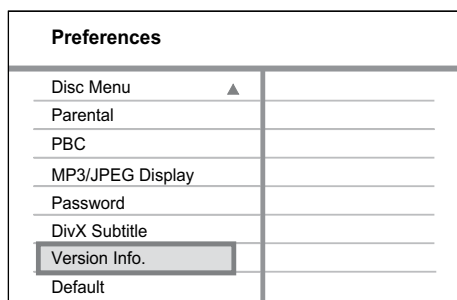 Preferences
Disc Menu
Parental
PBC
MP3/JPEG Display
Password
DivX Subtitle
Version Info.
Default